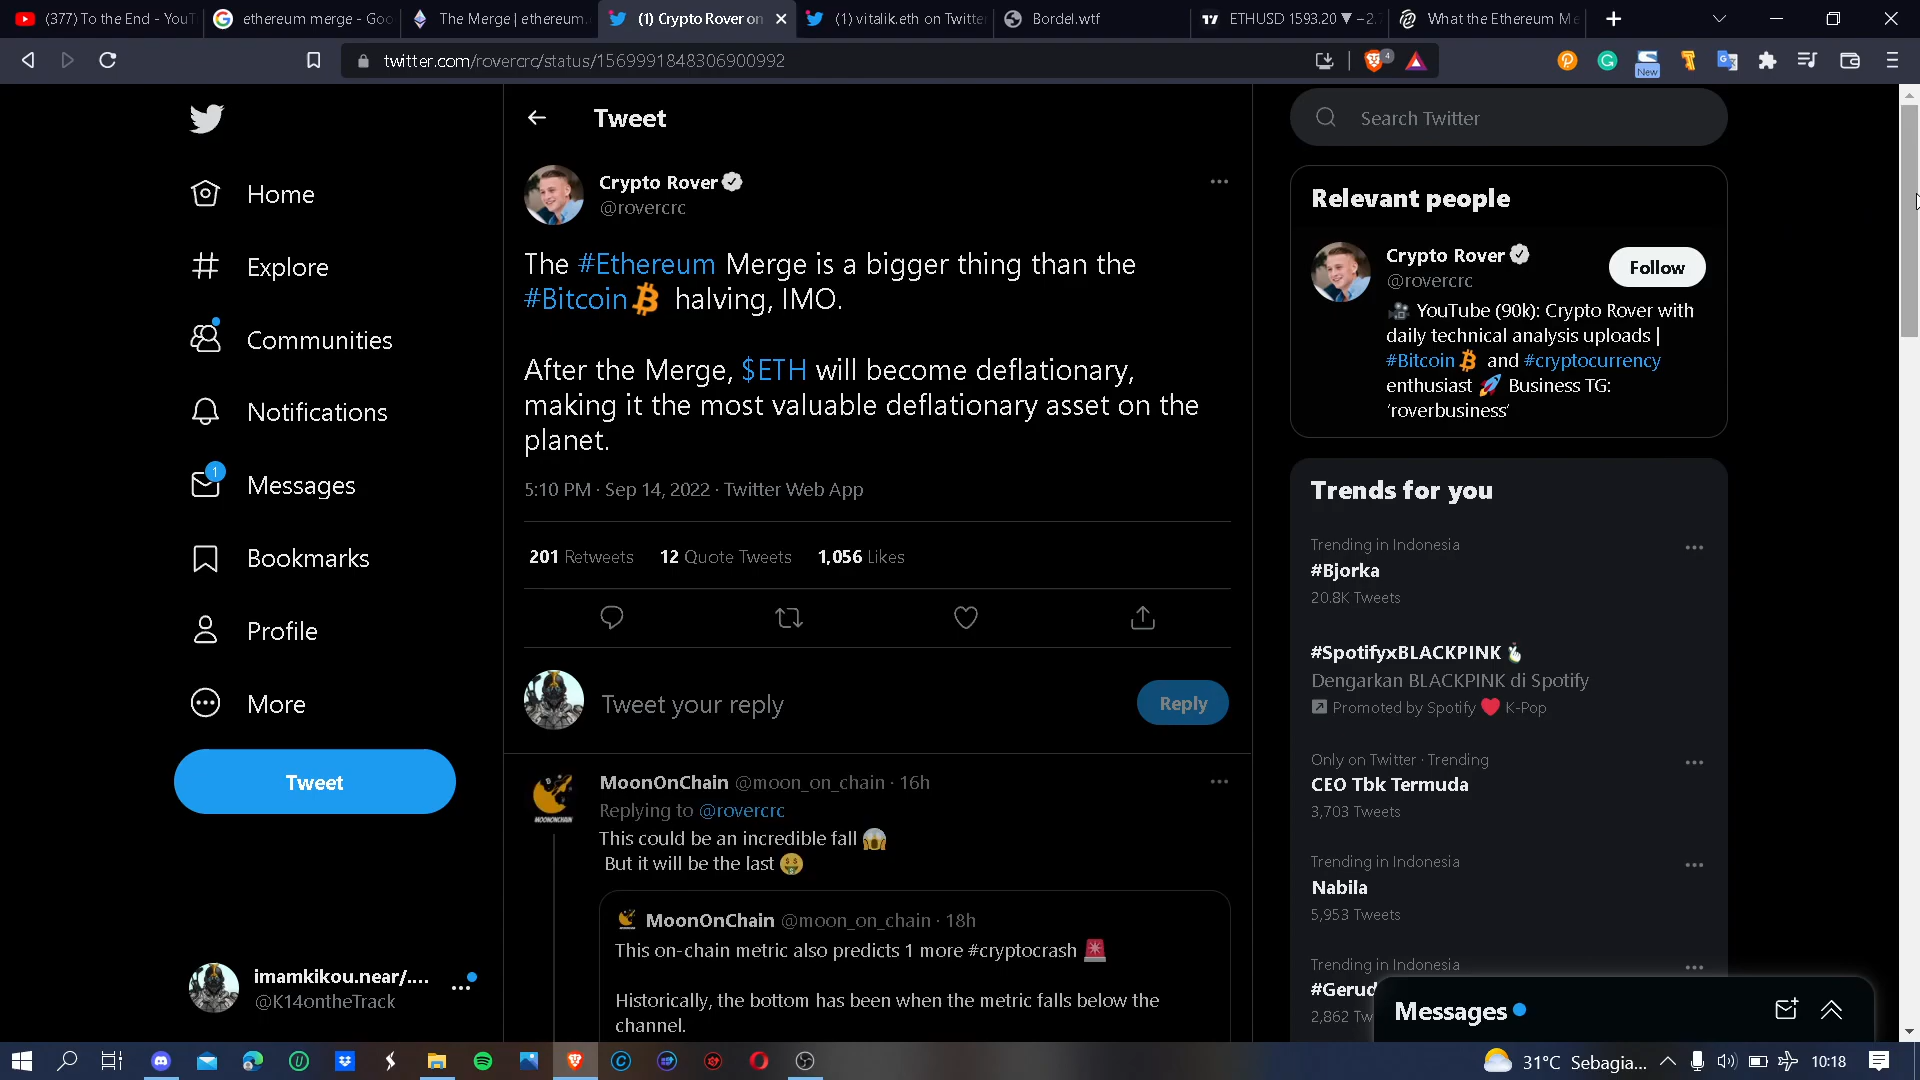 (377) To the End - YouT
ethereum merge - Goo
The Merge | ethereum.
(1) Crypto Rover on
(1) vitalik.eth on Twitte
Bordel.wtf
ETHUSD 1593.20 ▼ −2.
What the Ethereum Me
twitter.com/rovercrc/status/1569991848306900992
4
New
Home
Explore
Communities
Notifications
1
Messages
Bookmarks
Profile
More
Tweet
imamkikou.near/....
@K14ontheTrack
Tweet
Crypto Rover
@rovercrc
The #Ethereum Merge is a bigger thing than the
#Bitcoin halving, IMO.
After the Merge, $ETH will become deflationary,
making it the most valuable deflationary asset on the
planet.
5:10 PM · Sep 14, 2022 · Twitter Web App
201 Retweets 12 Quote Tweets 1,056 Likes
Tweet your reply
Reply
MoonOnChain @moon_on_chain · 16h
Replying to @rovercrc
This could be an incredible fall 😱
But it will be the last 🤑
MOONONCHAIN
MoonOnChain @moon_on_chain · 18h
This on-chain metric also predicts 1 more #cryptocrash 🚨
Historically, the bottom has been when the metric falls below the
channel.
Search Twitter
Relevant people
Crypto Rover
@rovercrc
Follow
🎥 YouTube (90k): Crypto Rover with
daily technical analysis uploads |
#Bitcoin and #cryptocurrency
enthusiast 🚀 Business TG:
'roverbusiness'
Trends for you
Trending in Indonesia
#Bjorka
20.8K Tweets
#SpotifyxBLACKPINK
Dengarkan BLACKPINK di Spotify
Promoted by Spotify ❤️ K-Pop
Only on Twitter · Trending
CEO Tbk Termuda
3,703 Tweets
Trending in Indonesia
Nabila
5,953 Tweets
Trending in Indonesia
#Gerud
2,862 Tw
Messages
31°C Sebagia...
10:18